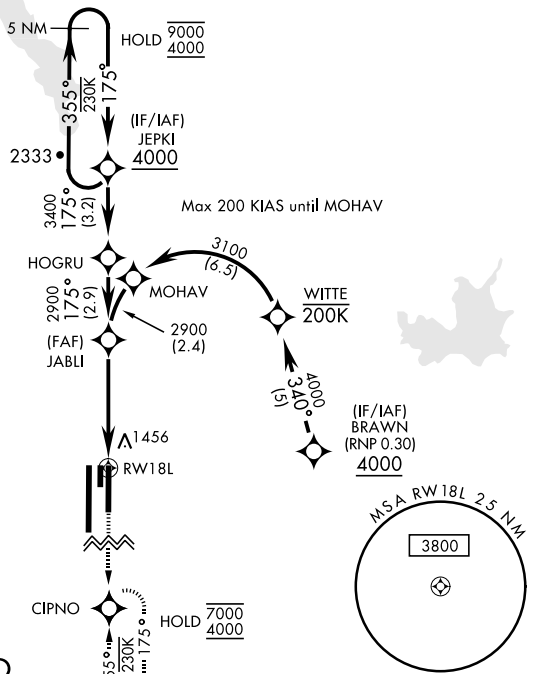 5 NM
HOLD 9000
4000
355°
230K
175°
(IF/IAF)
JEPKI
4000
2333
3400
175°
(3.2)
Max 200 KIAS until MOHAV
3100
(6.5)
HOGRU
MOHAV
WITTE
200K
2900
175°
(2.9)
2900
(2.4)
(FAF)
JABLI
4000
340°
(5)
(IF/IAF)
BRAWN
(RNP 0.30)
4000
1456
RW18L
MSA RW18L 25 NM
3800
CIPNO
HOLD 7000
4000
55°
230K
175°